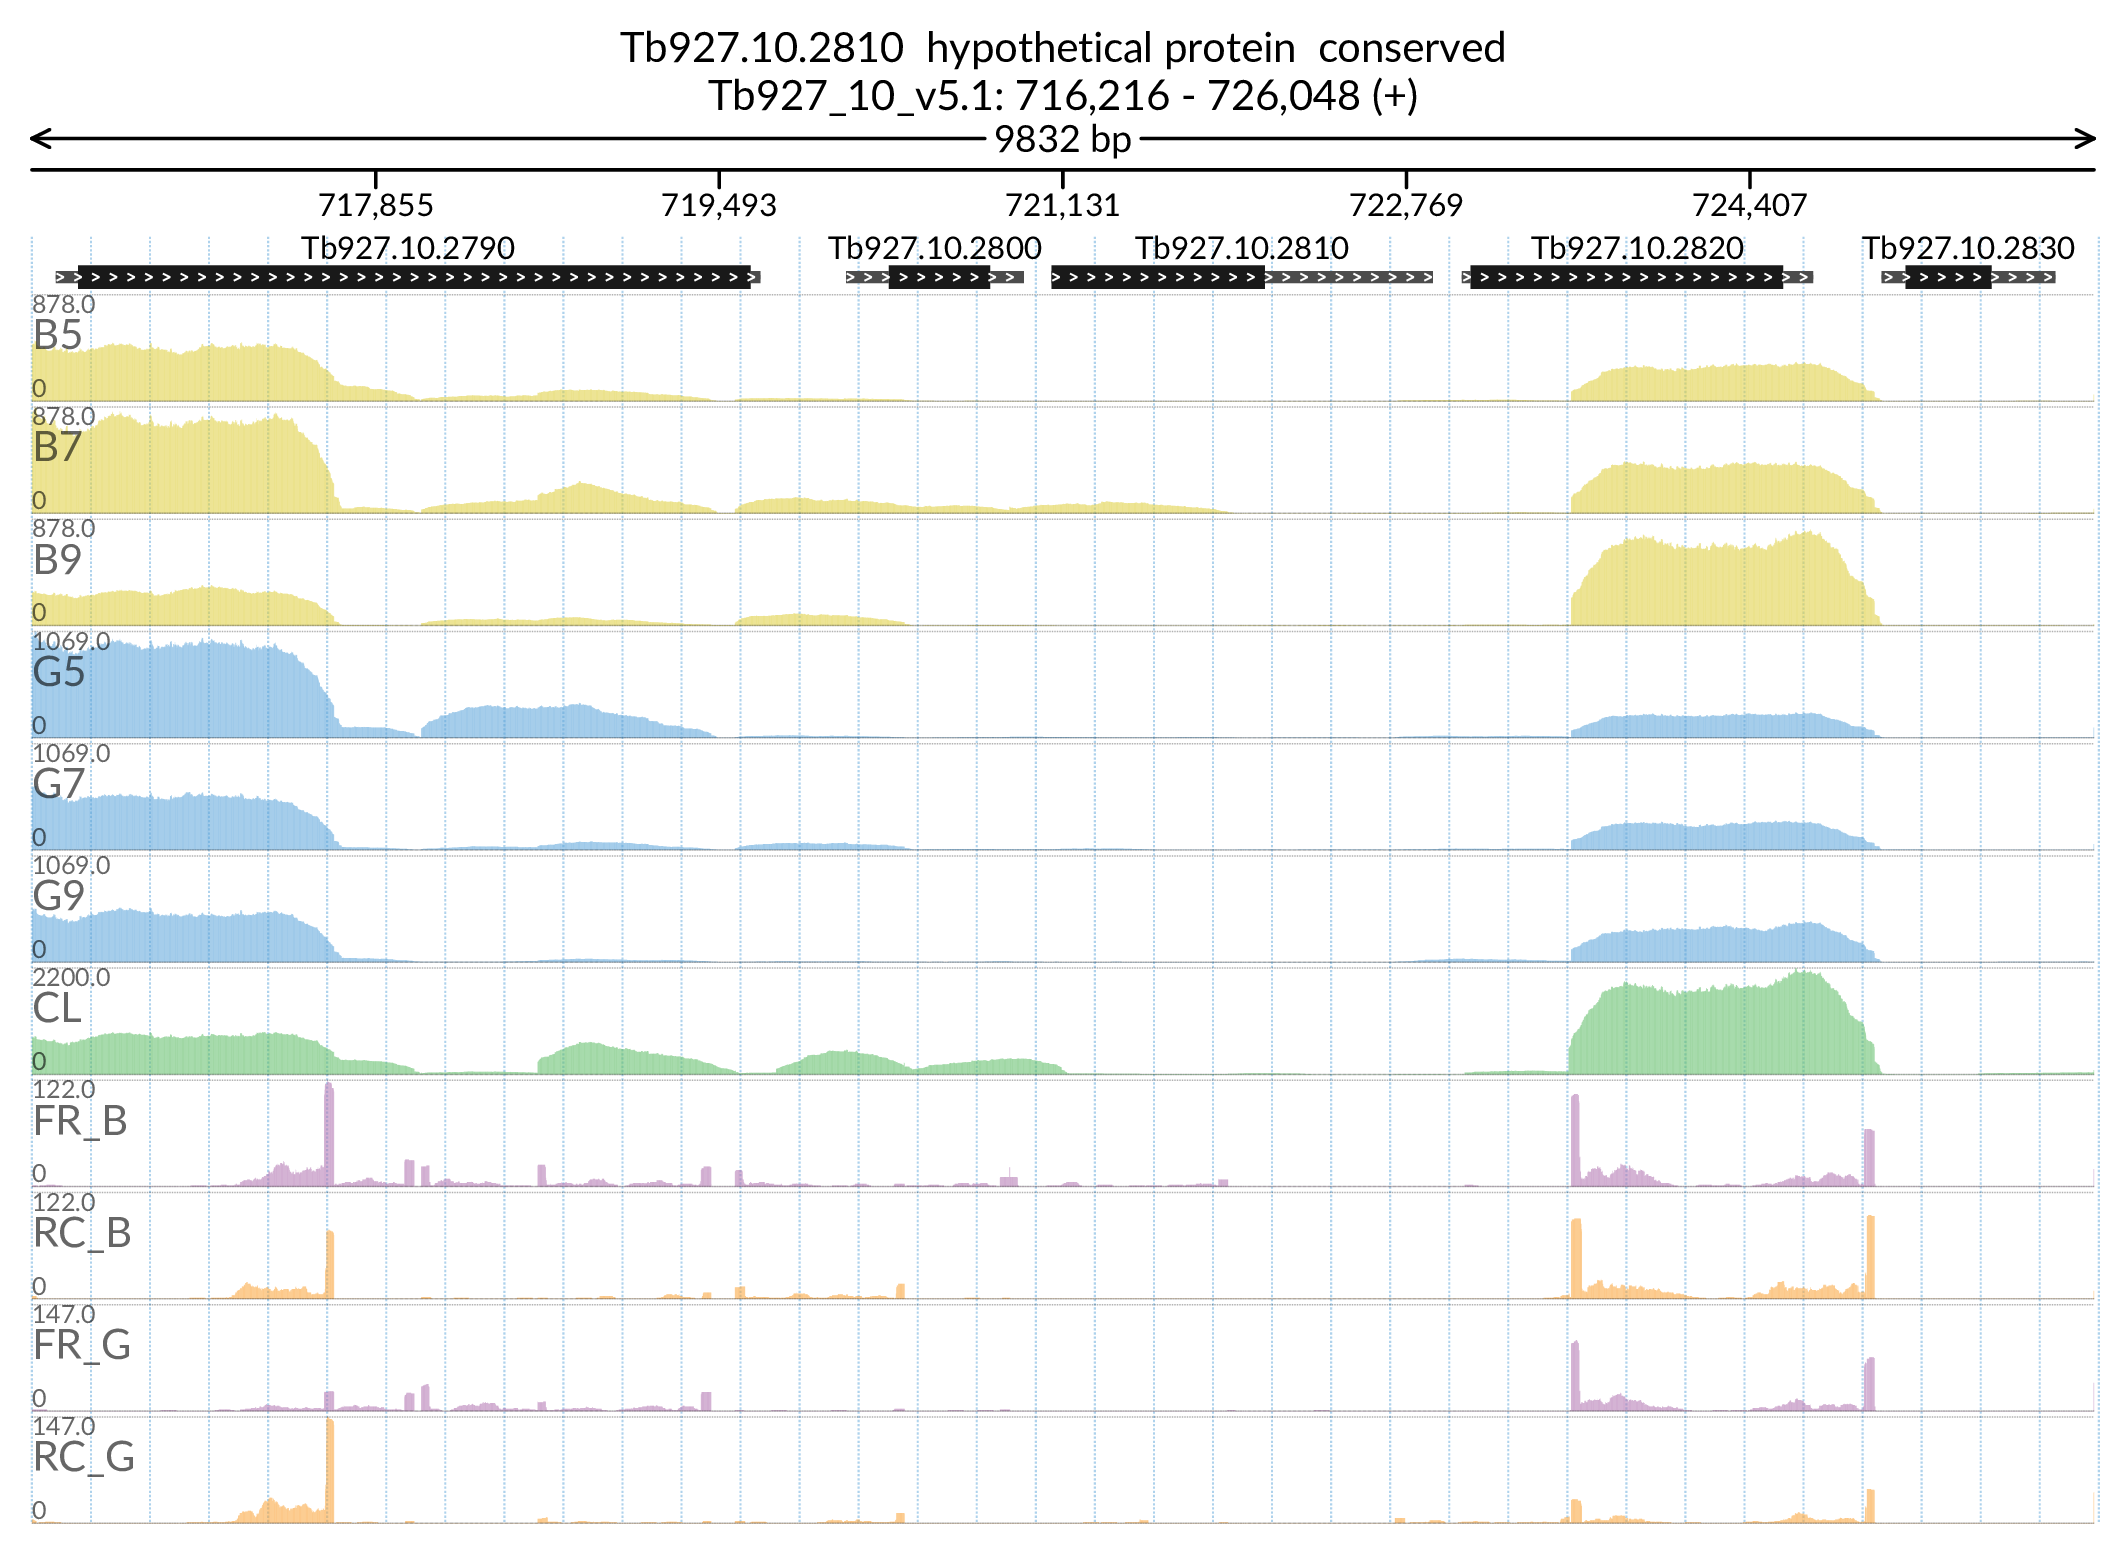 Tb927.10.2810  hypothetical protein  conserved
Tb927_10_v5.1: 716,216 - 726,048 (+)
9832 bp
717,855 719,493 721,131 722,769 724,407
Tb927.10.2790 Tb927.10.2800 Tb927.10.2810 Tb927.10.2820 Tb927.10.2830
878.0
B5
0
878.0
B7
0
878.0
B9
0
1069.0
G5
0
1069.0
G7
0
1069.0
G9
0
2200.0
CL
0
122.0
FR_B
0
122.0
RC_B
0
147.0
FR_G
0
147.0
RC_G
0